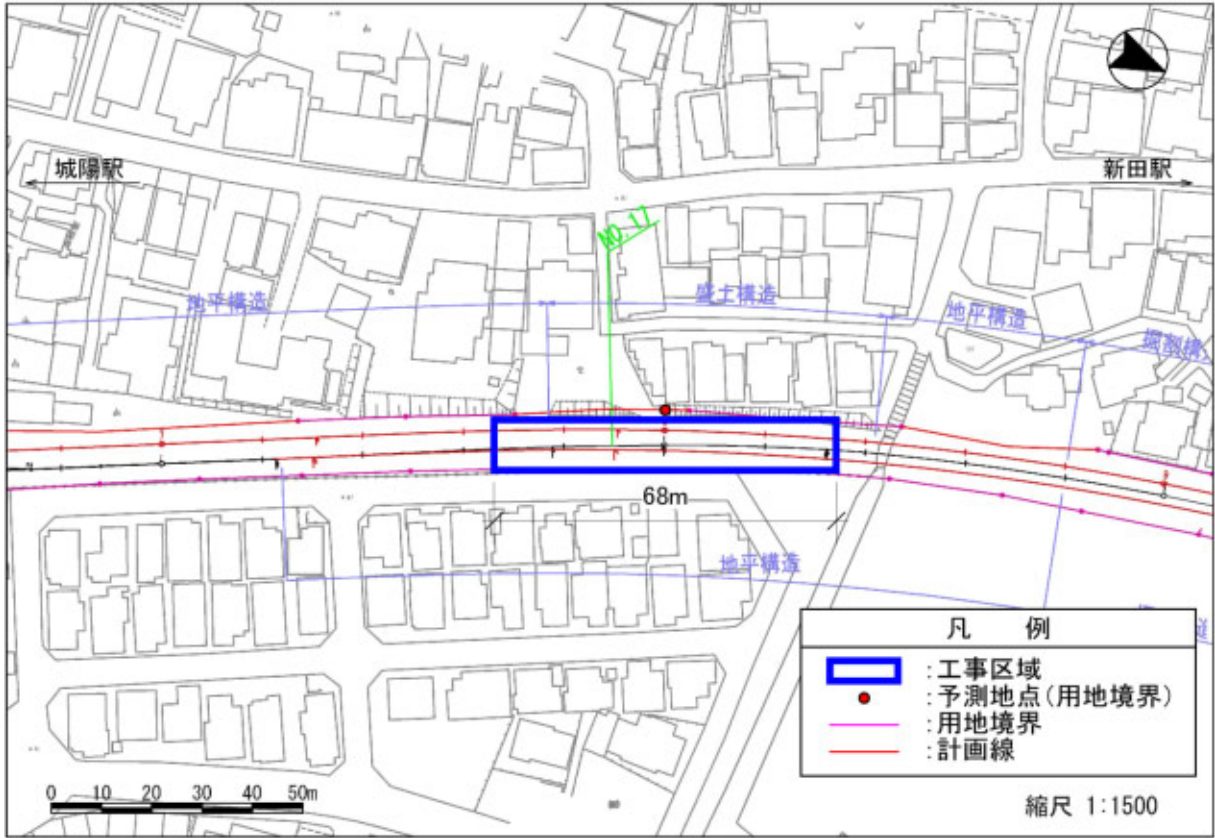 城陽駅
新田駅
NO.17
地平構造
盛土構造
地平構造
掘割構
68m
地平構造
凡 例
:工事区域
:予測地点(用地境界)
:用地境界
:計画線
0 10 20 30 40 50m
縮尺 1:1500